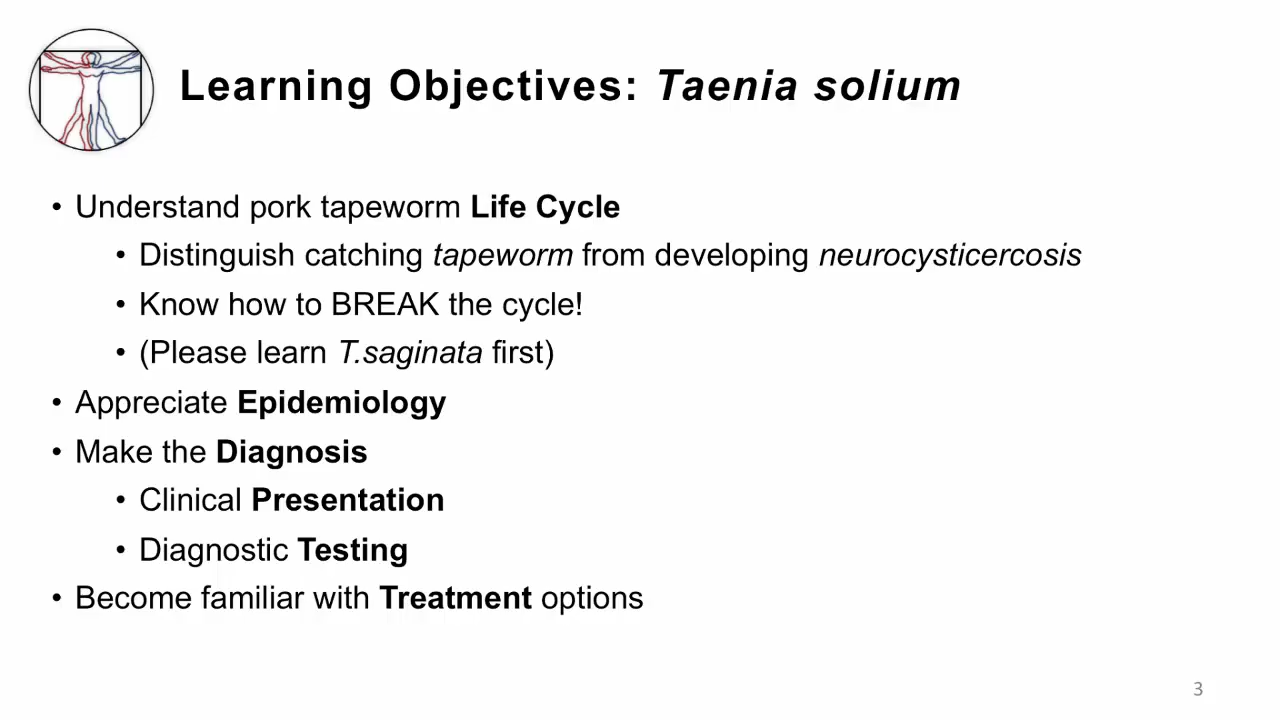 Learning Objectives: Taenia solium
• Understand pork tapeworm Life Cycle
• Distinguish catching tapeworm from developing neurocysticercosis
• Know how to BREAK the cycle!
• (Please learn T.saginata first)
• Appreciate Epidemiology
• Make the Diagnosis
• Clinical Presentation
• Diagnostic Testing
• Become familiar with Treatment options
3